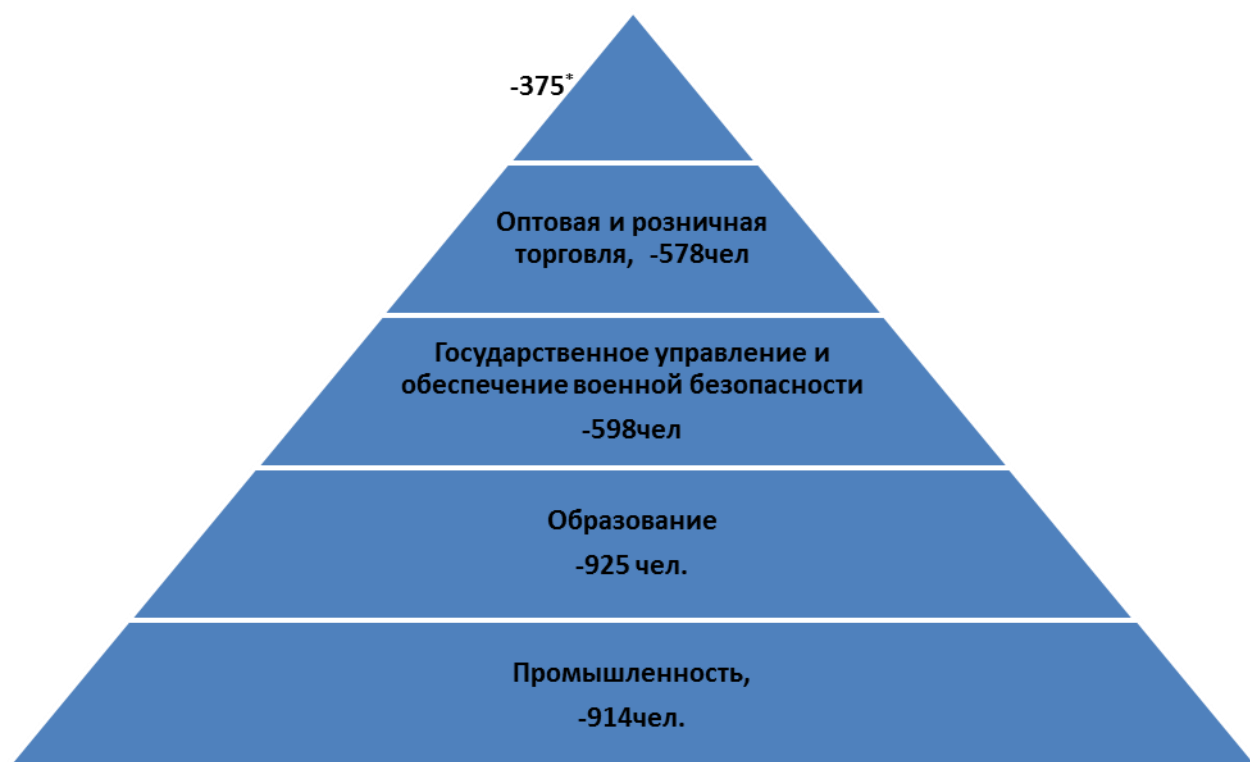 -375*
Оптовая и розничная
торговля,  -578чел
Государственное управление и
обеспечение военной безопасности
-598чел
Образование
-925 чел.
Промышленность,
-914чел.